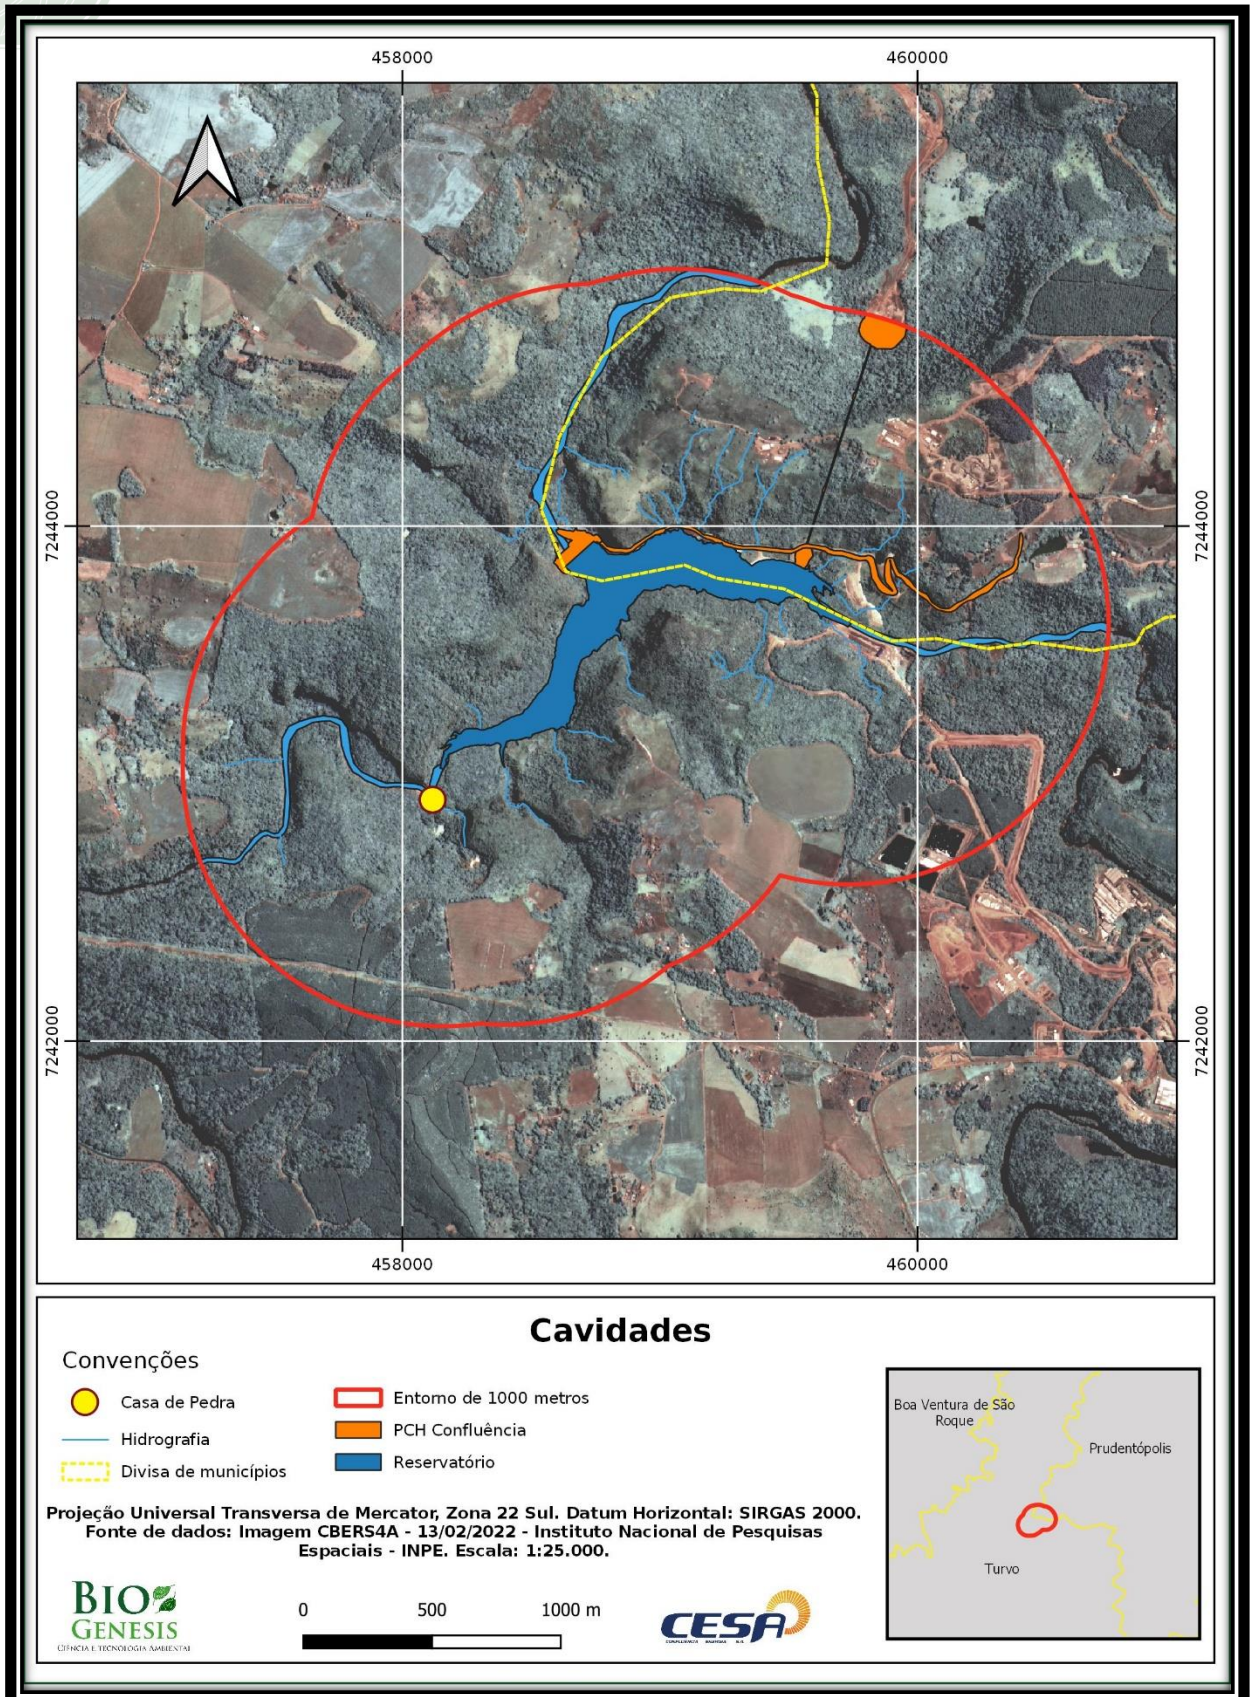 458000
460000
7244000
7244000
7242000
7242000
458000
460000
Cavidades
Convenções
Casa de Pedra
Hidrografia
Divisa de municípios
Entorno de 1000 metros
PCH Confluência
Reservatório
Projeção Universal Transversa de Mercator, Zona 22 Sul. Datum Horizontal: SIRGAS 2000.
Fonte de dados: Imagem CBERS4A - 13/02/2022 - Instituto Nacional de Pesquisas
Espaciais - INPE. Escala: 1:25.000.
Boa Ventura de São
Roque
Prudentópolis
Turvo
BIO
GENESIS
CIÊNCIA E TECNOLOGIA AMBIENTAL
0 500 1000 m
CESA